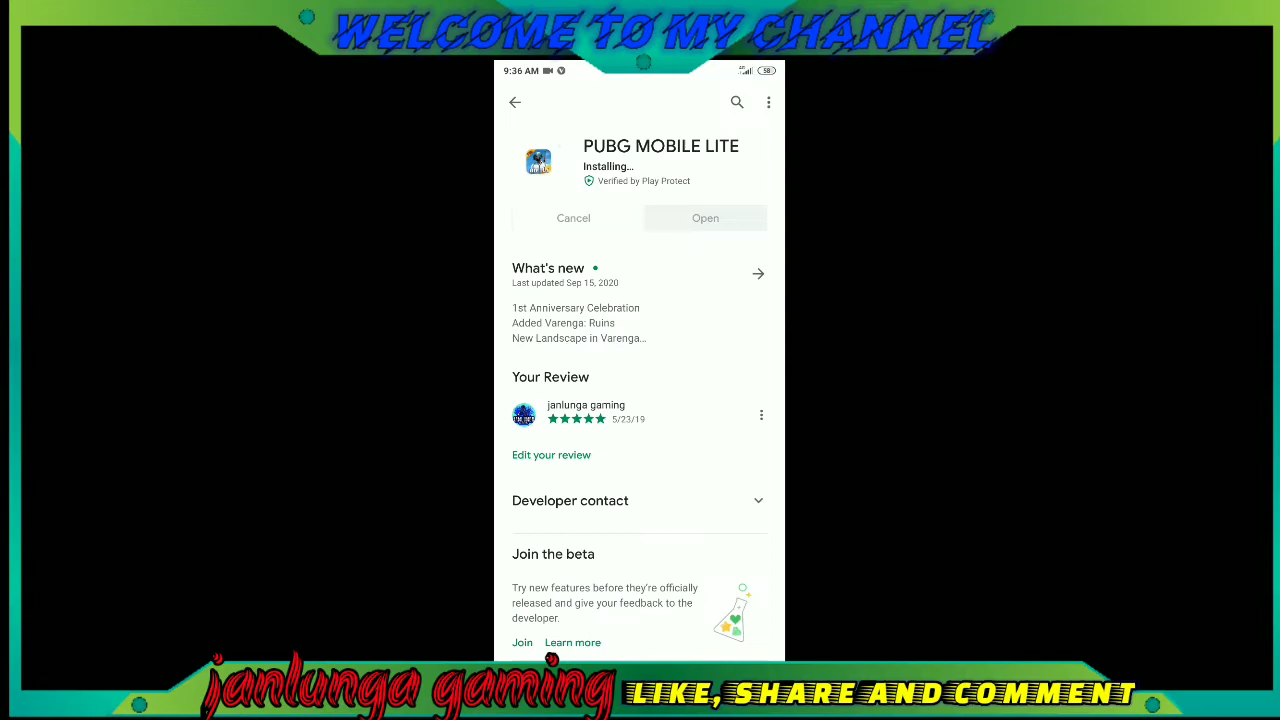 WELCOME TO MY CHANNEL
9:36 AM 4G 58
PUBG MOBILE LITE
Installing...
Verified by Play Protect
Cancel Open
What's new
Last updated Sep 15, 2020
1st Anniversary Celebration
Added Varenga: Ruins
New Landscape in Varenga...
Your Review
janlunga gaming
5/23/19
Edit your review
Developer contact
Join the beta
Try new features before they're officially
released and give your feedback to the
developer.
Join Learn more
janlunga gaming LIKE, SHARE AND COMMENT